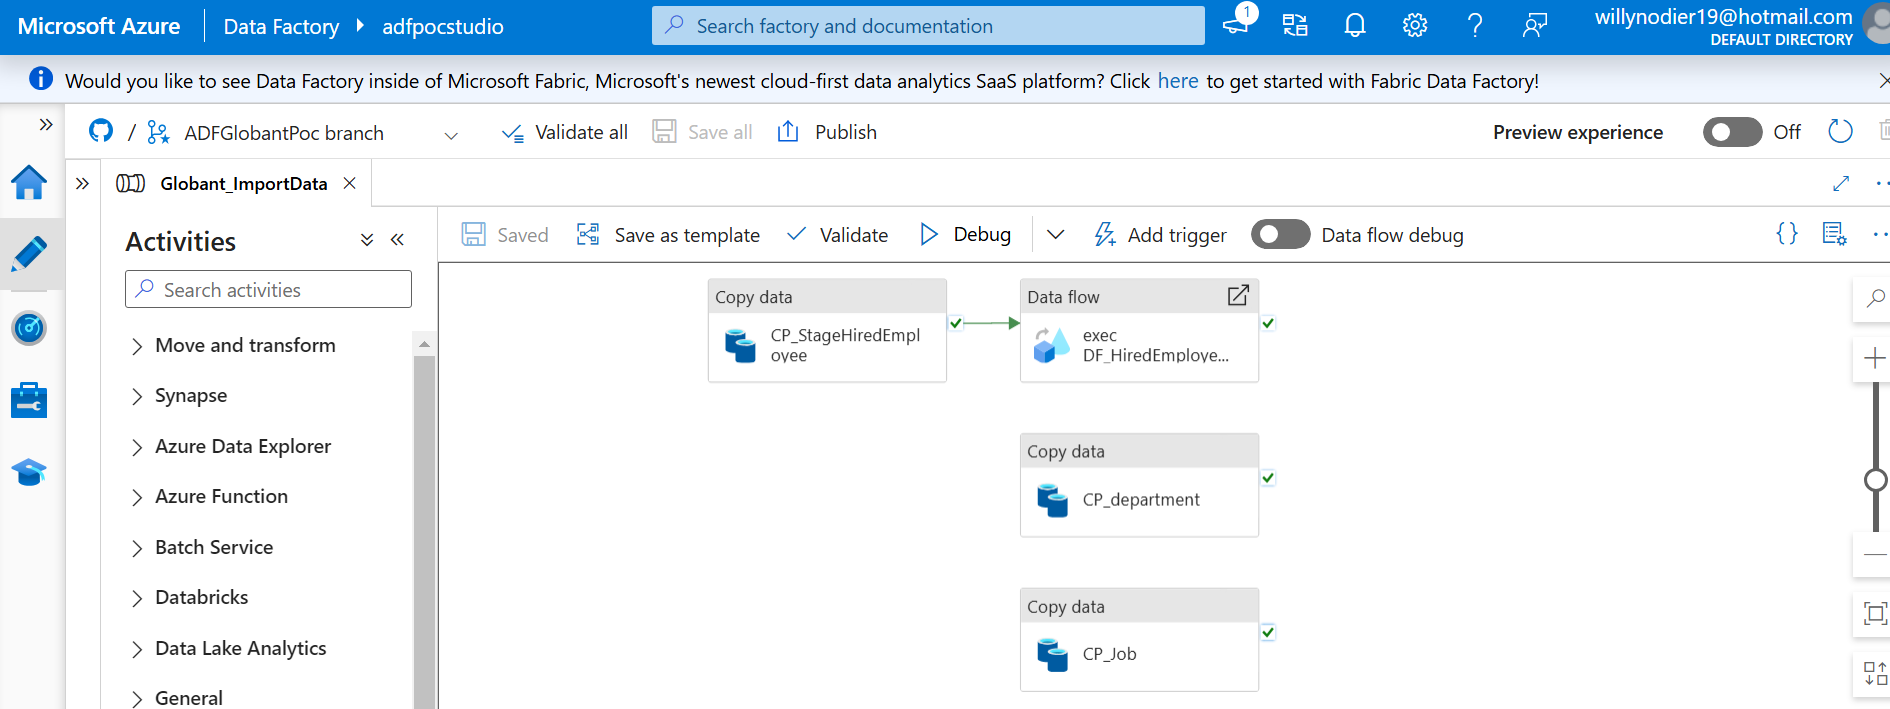 Microsoft Azure
Data Factory
adfpocstudio
Search factory and documentation
1
willynodier19@hotmail.com
DEFAULT DIRECTORY
Would you like to see Data Factory inside of Microsoft Fabric, Microsoft's newest cloud-first data analytics SaaS platform? Click here to get started with Fabric Data Factory!
/ ADFGlobantPoc branch
Validate all
Save all
Publish
Preview experience
Off
Globant_ImportData
Activities
Search activities
Move and transform
Synapse
Azure Data Explorer
Azure Function
Batch Service
Databricks
Data Lake Analytics
General
Saved
Save as template
Validate
Debug
Add trigger
Data flow debug
Copy data
CP_StageHiredEmpl
oyee
Data flow
exec
DF_HiredEmploye...
Copy data
CP_department
Copy data
CP_Job